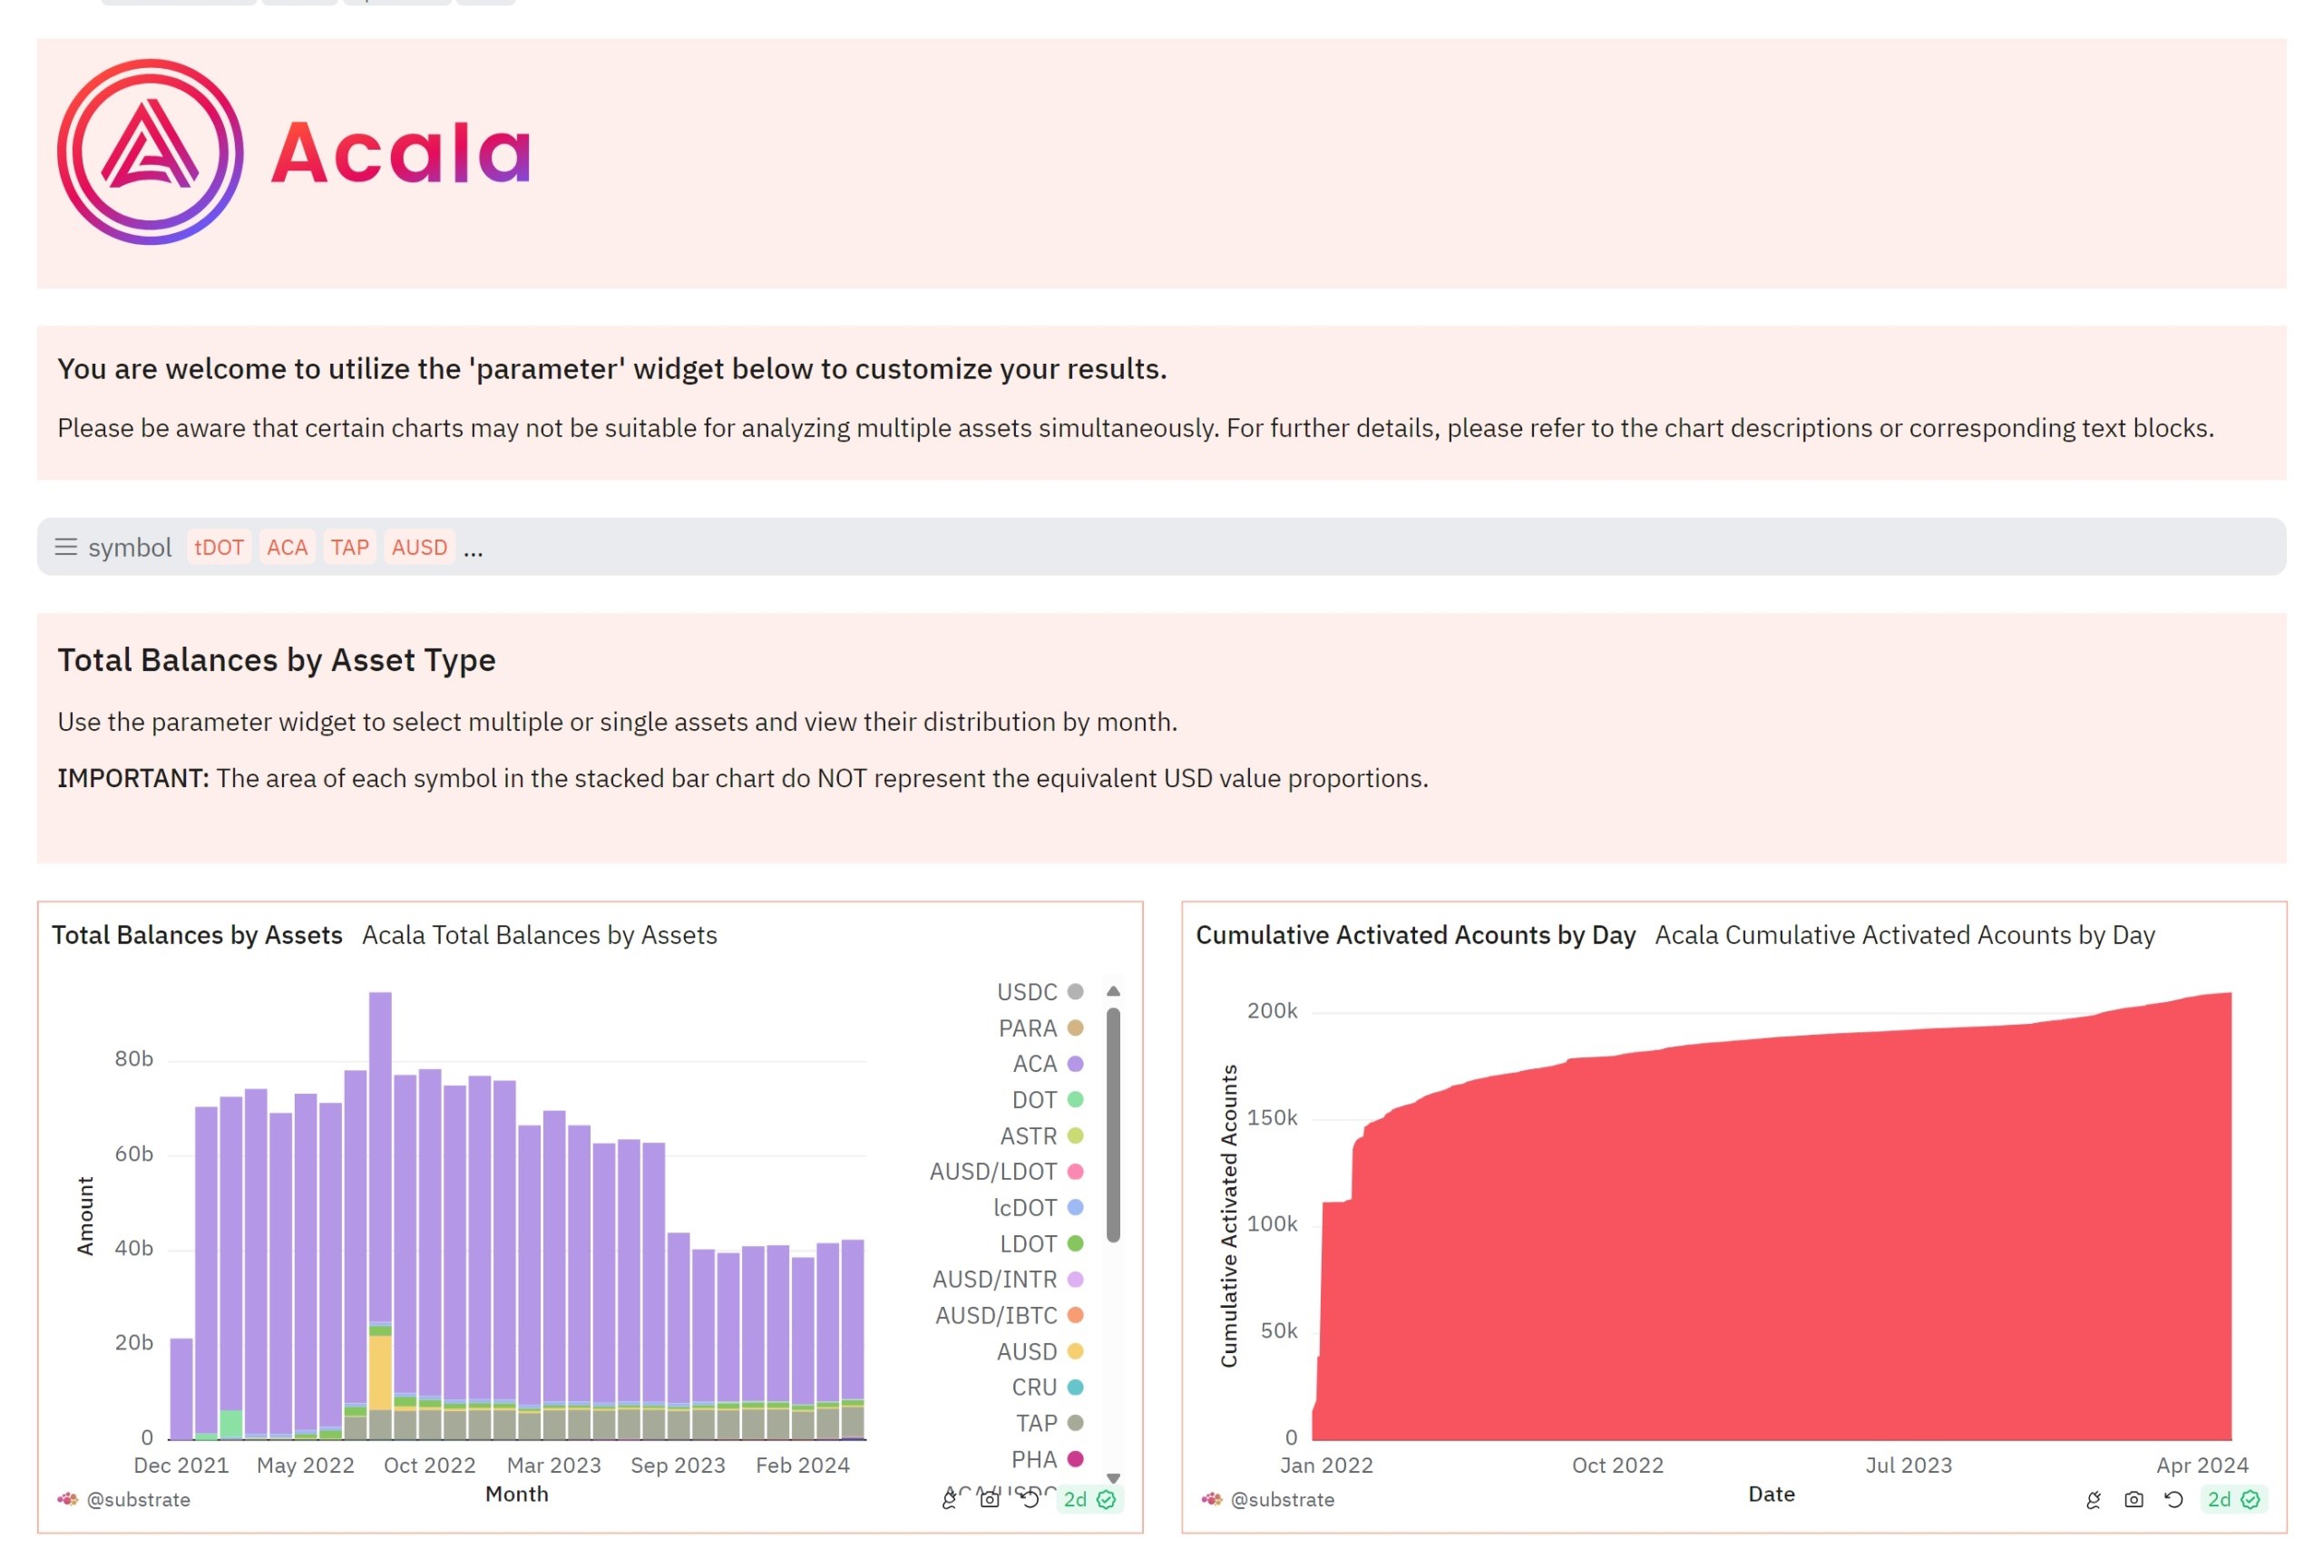 Acala
You are welcome to utilize the 'parameter' widget below to customize your results.
Please be aware that certain charts may not be suitable for analyzing multiple assets simultaneously. For further details, please refer to the chart descriptions or corresponding text blocks.
symbol tDOT ACA TAP AUSD ...
Total Balances by Asset Type
Use the parameter widget to select multiple or single assets and view their distribution by month.
IMPORTANT: The area of each symbol in the stacked bar chart do NOT represent the equivalent USD value proportions.
Total Balances by Assets Acala Total Balances by Assets
Amount
80b
60b
40b
20b
0
Dec 2021 May 2022 Oct 2022 Mar 2023 Sep 2023 Feb 2024
Month
USDC
PARA
ACA
DOT
ASTR
AUSD/LDOT
lcDOT
LDOT
AUSD/INTR
AUSD/IBTC
AUSD
CRU
TAP
PHA
ACA/USDC
@substrate
2d
Cumulative Activated Acounts by Day Acala Cumulative Activated Acounts by Day
Cumulative Activated Acounts
200k
150k
100k
50k
0
Jan 2022 Oct 2022 Jul 2023 Apr 2024
Date
@substrate
2d